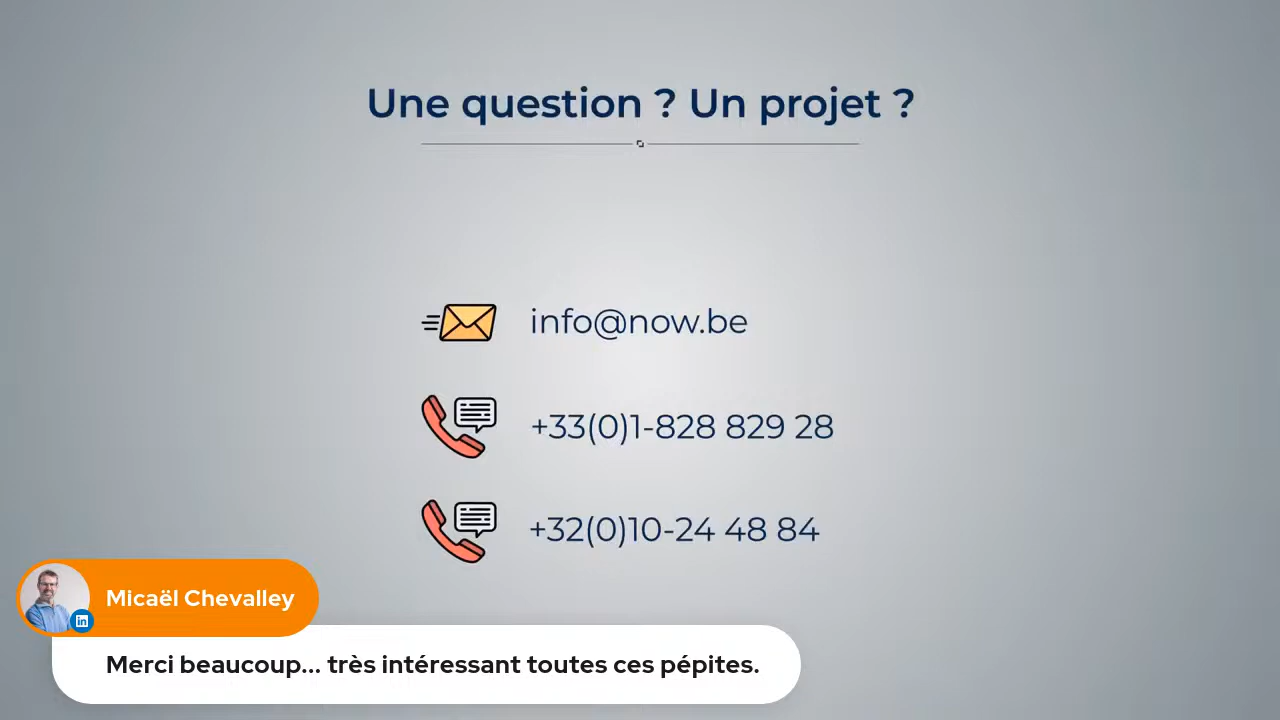 Une question ? Un projet ?
info@now.be
+33(0)1-828 829 28
+32(0)10-24 48 84
Micaël Chevalley
in
Merci beaucoup... très intéressant toutes ces pépites.